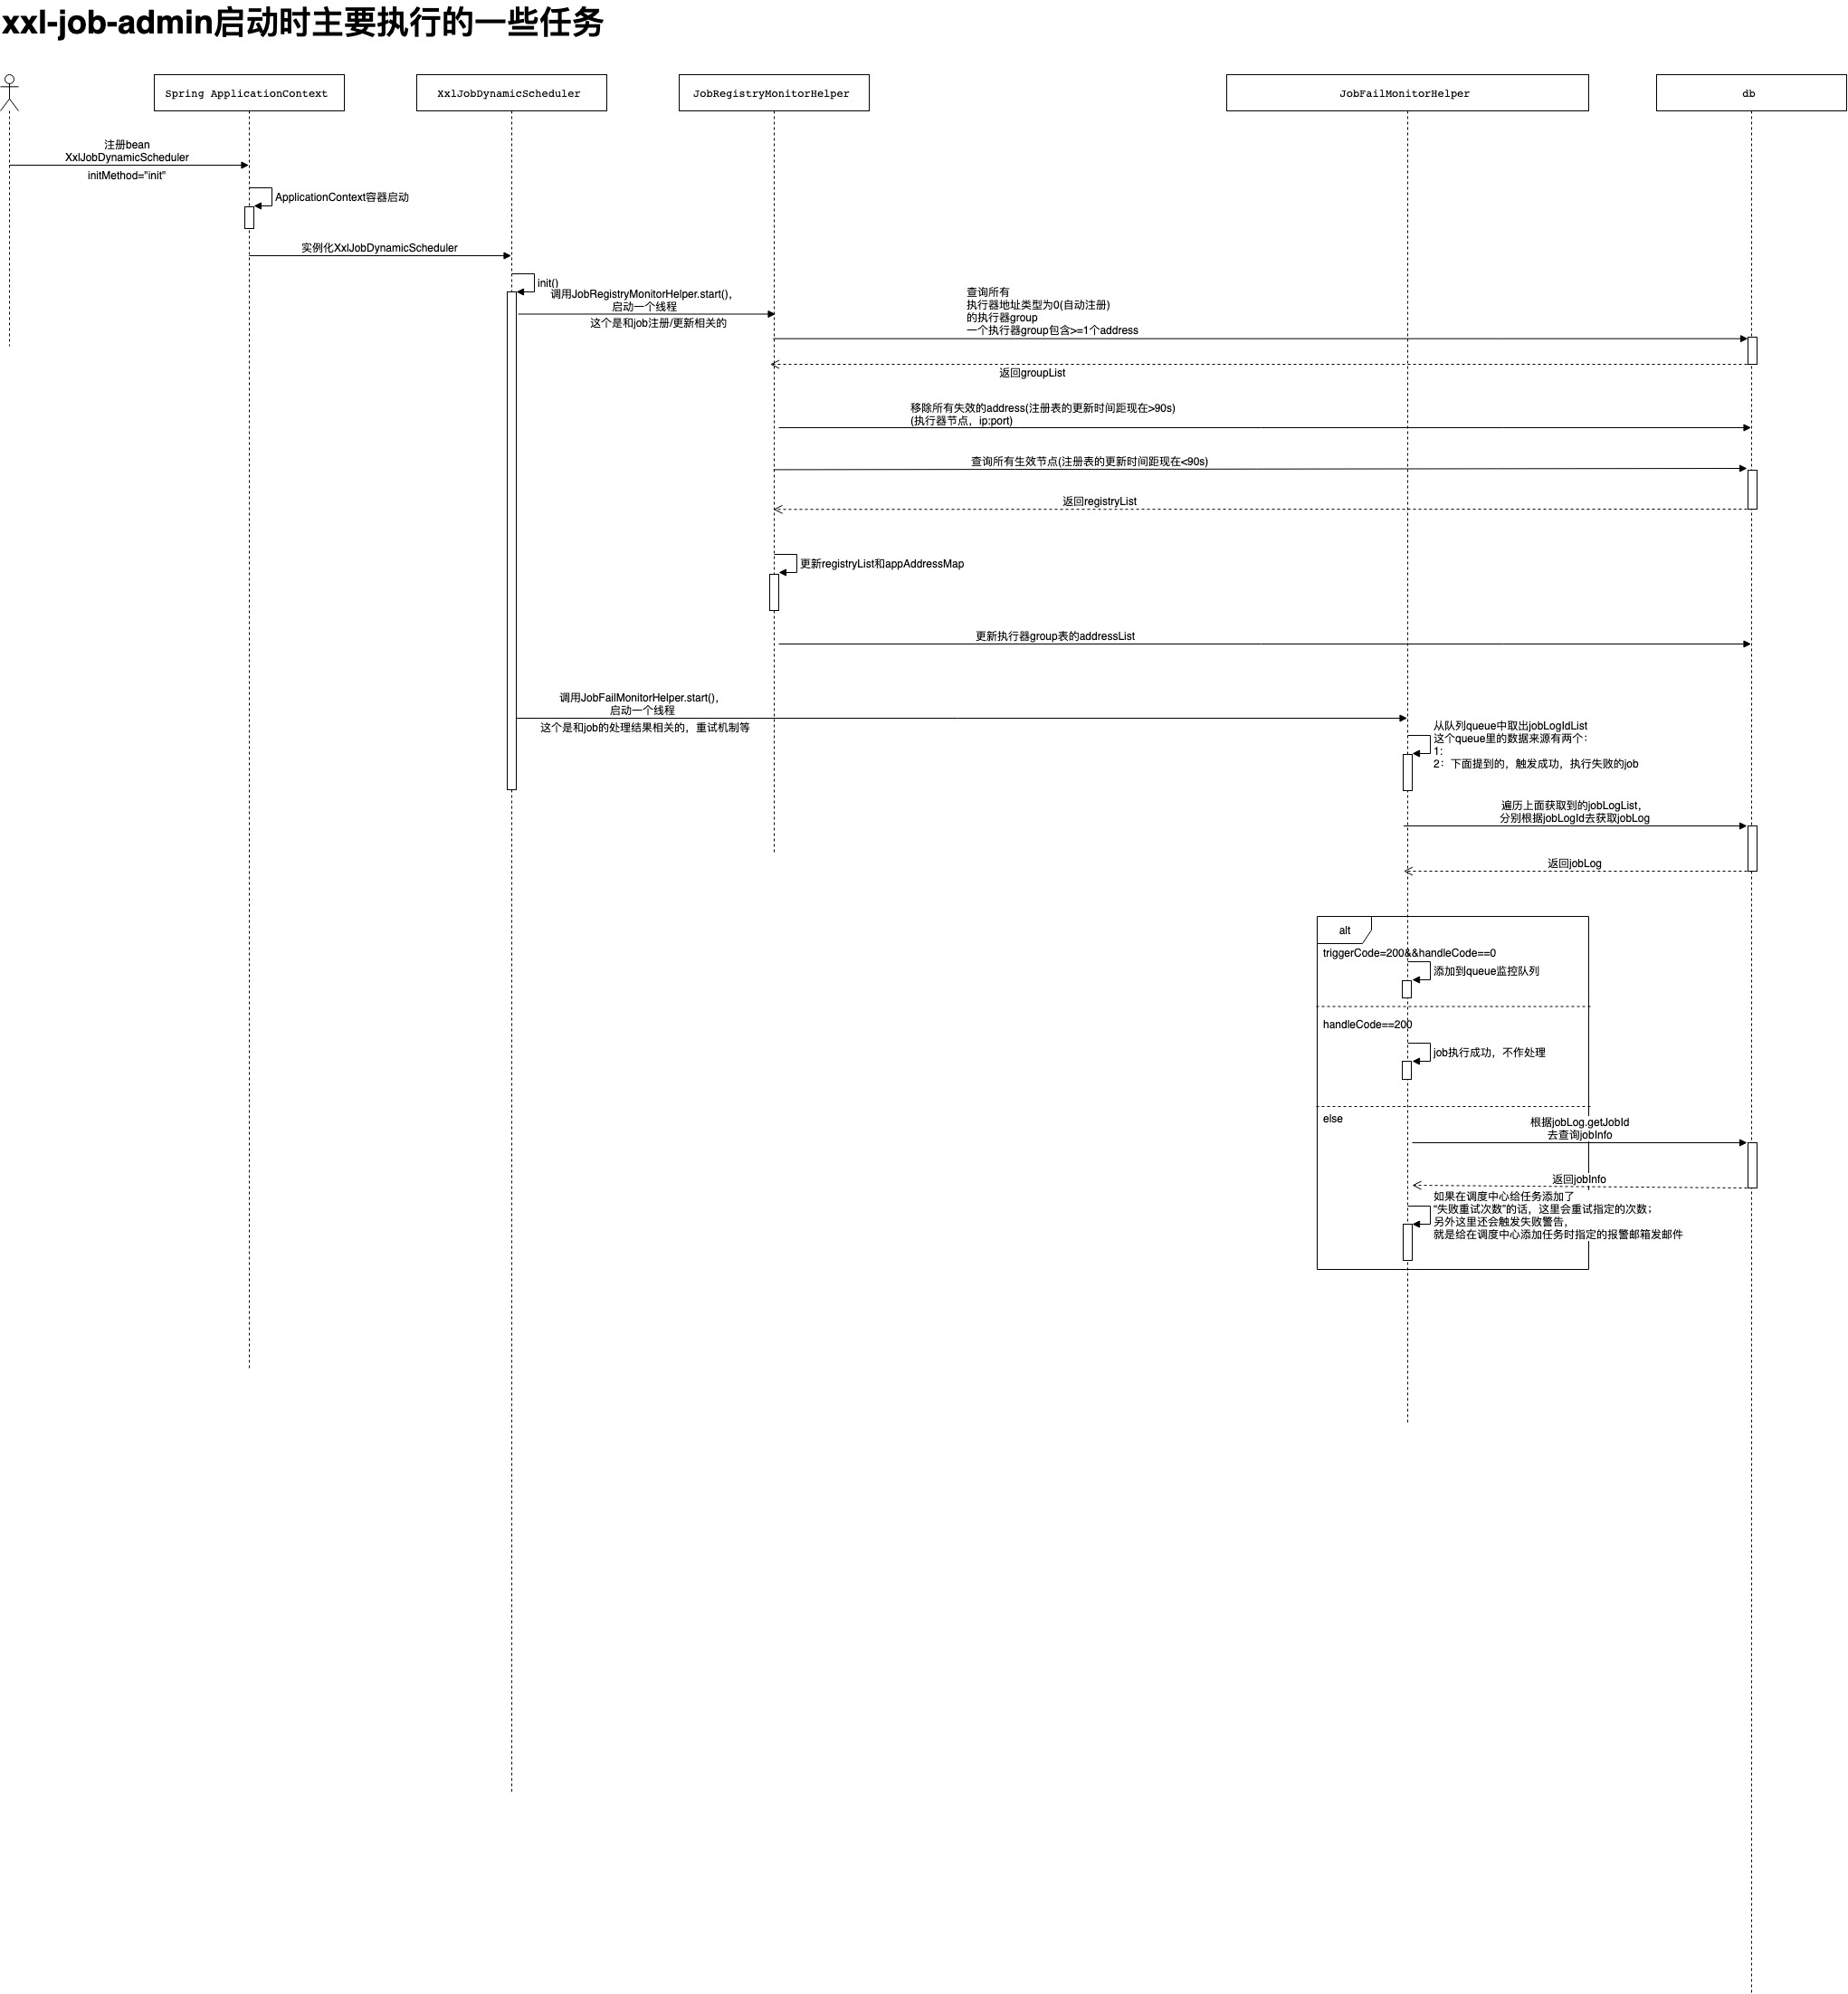 xxl-job-admin启动时主要执行的一些任务
Spring ApplicationContext
XxlJobDynamicScheduler
JobRegistryMonitorHelper
JobFailMonitorHelper
db
注册bean
XxlJobDynamicScheduler
initMethod="init"
ApplicationContext容器启动
实例化XxlJobDynamicScheduler
init()
调用JobRegistryMonitorHelper.start(),
启动一个线程
这个是和job注册/更新相关的
查询所有
执行器地址类型为0(自动注册)
的执行器group
一个执行器group包含>=1个address
返回groupList
移除所有失效的address(注册表的更新时间距现在>90s)
(执行器节点，ip:port)
查询所有生效节点(注册表的更新时间距现在<90s)
返回registryList
更新registryList和appAddressMap
更新执行器group表的addressList
调用JobFailMonitorHelper.start(),
启动一个线程
这个是和job的处理结果相关的，重试机制等
从队列queue中取出jobLogIdList
这个queue里的数据来源有两个：
1：
2：下面提到的，触发成功，执行失败的job
遍历上面获取到的jobLogList，
分别根据jobLogId去获取jobLog
返回jobLog
alt
triggerCode=200&&handleCode==0
添加到queue监控队列
handleCode==200
job执行成功，不作处理
else
根据jobLog.getJobId
去查询jobInfo
返回jobInfo
如果在调度中心给任务添加了
“失败重试次数”的话，这里会重试指定的次数；
另外这里还会触发失败警告，
就是给在调度中心添加任务时指定的报警邮箱发邮件